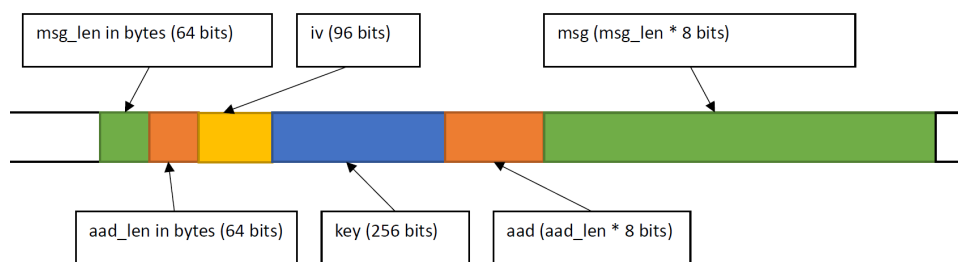 msg_len in bytes (64 bits)
iv (96 bits)
msg (msg_len * 8 bits)
aad_len in bytes (64 bits)
key (256 bits)
aad (aad_len * 8 bits)